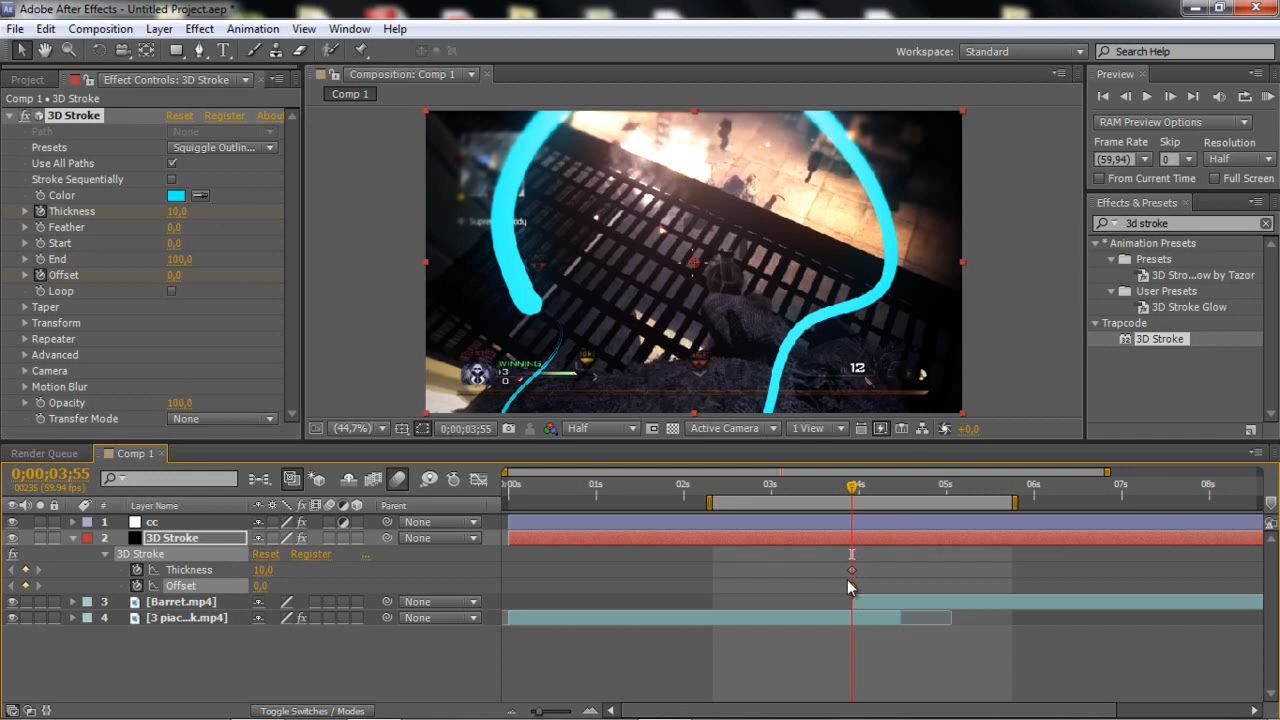 Adobe After Effects - Untitled Project.aep *
File Edit Composition Layer Effect Animation View Window Help
Workspace: Standard Search Help
Project Effect Controls: 3D Stroke
Comp 1 • 3D Stroke
fx 3D Stroke Reset Register About
Path None
Presets Squiggle Outlin...
Use All Paths
Stroke Sequentially
Color
Thickness 10,0
Feather 0,0
Start 0,0
End 100,0
Offset 0,0
Loop
Taper
Transform
Repeater
Advanced
Camera
Motion Blur
Opacity 100,0
Transfer Mode None
Composition: Comp 1
Comp 1
WINNING
3
0
12
(44,7%) 0;00;03;55 Half Active Camera 1 View +0,0
Preview
RAM Preview Options
Frame Rate Skip Resolution
(59,94) 0 Half
From Current Time Full Screen
Effects & Presets
3d stroke
* Animation Presets
Presets
3D Stro...ow by Tazor
User Presets
3D Stroke Glow
Trapcode
3D Stroke
Render Queue Comp 1
0;00;03;55
00235 (59.94 fps)
# Layer Name Parent
:00s 01s 02s 03s 04s 05s 06s 07s 08s
1 cc None
2 3D Stroke None
3D Stroke Reset Register ...
Thickness 10,0
Offset 0,0
3 [Barret.mp4] None
4 [3 piac...k.mp4] None
Toggle Switches / Modes